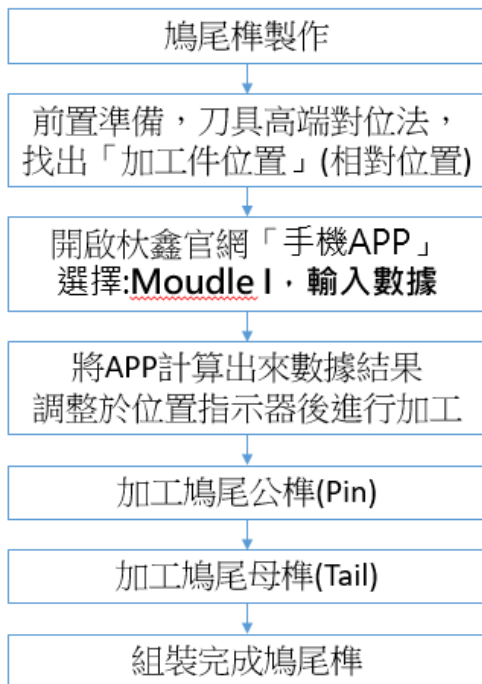 鳩尾榫製作
前置準備，刀具高端對位法，
找出「加工件位置」(相對位置)
開啟杕鑫官網「手機APP」
選擇:Moudle I，輸入數據
將APP計算出來數據結果
調整於位置指示器後進行加工
加工鳩尾公榫(Pin)
加工鳩尾母榫(Tail)
組裝完成鳩尾榫